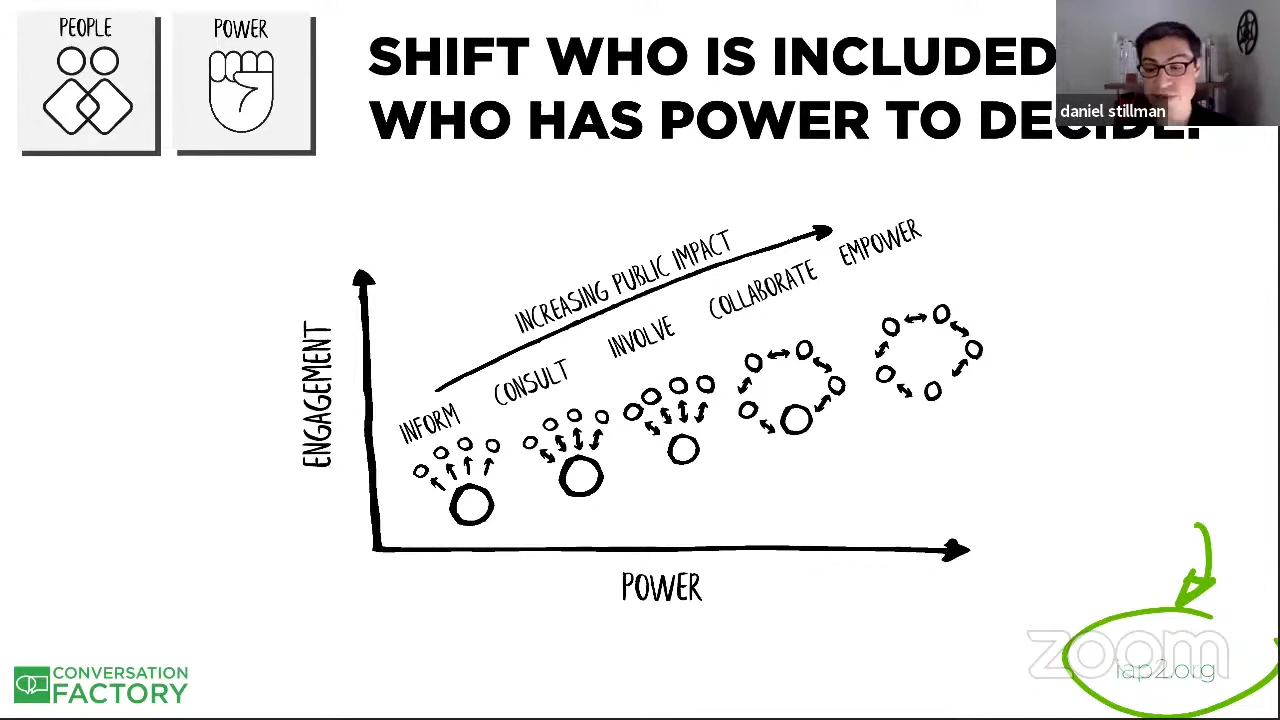 PEOPLE
POWER
SHIFT WHO IS INCLUDED
WHO HAS POWER TO DECIDE.
daniel stillman
INCREASING PUBLIC IMPACT
EMPOWER
COLLABORATE
INVOLVE
CONSULT
INFORM
ENGAGEMENT
POWER
CONVERSATION
FACTORY
zoom
iap2.org